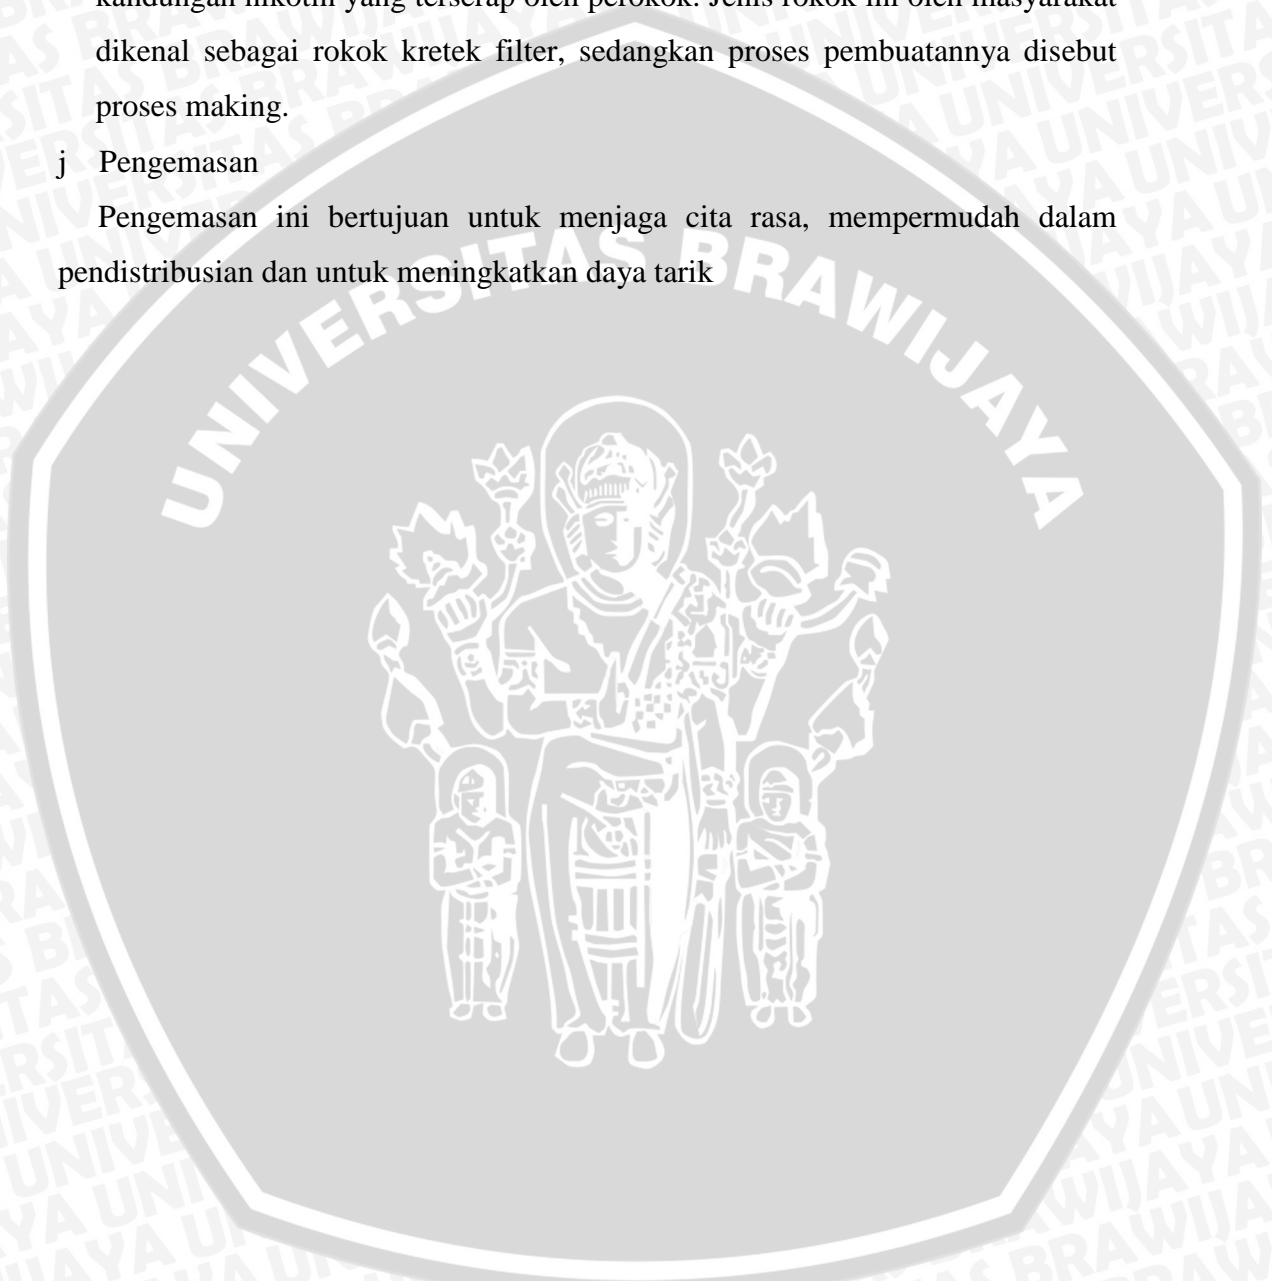 kandungan nikotin yang terserap oleh perokok. Jenis rokok ini oleh masyarakat
dikenal sebagai rokok kretek filter, sedangkan proses pembuatannya disebut
proses making.
j Pengemasan
Pengemasan ini bertujuan untuk menjaga cita rasa, mempermudah dalam
pendistribusian dan untuk meningkatkan daya tarik
UNIVERSITAS BRAWIJAYA